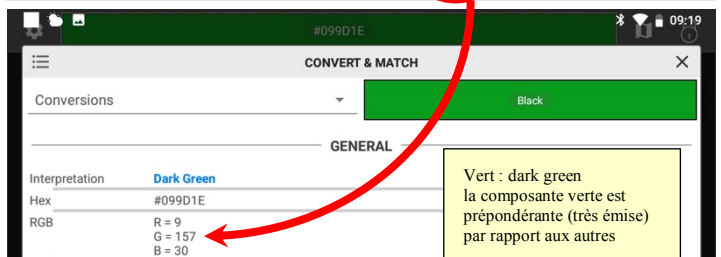 #099D1E
09:19
CONVERT & MATCH
Conversions
Black
GENERAL
Interpretation Dark Green
Hex #099D1E
RGB R = 9
G = 157
B = 30
Vert : dark green
la composante verte est
prépondérante (très émise)
par rapport aux autres